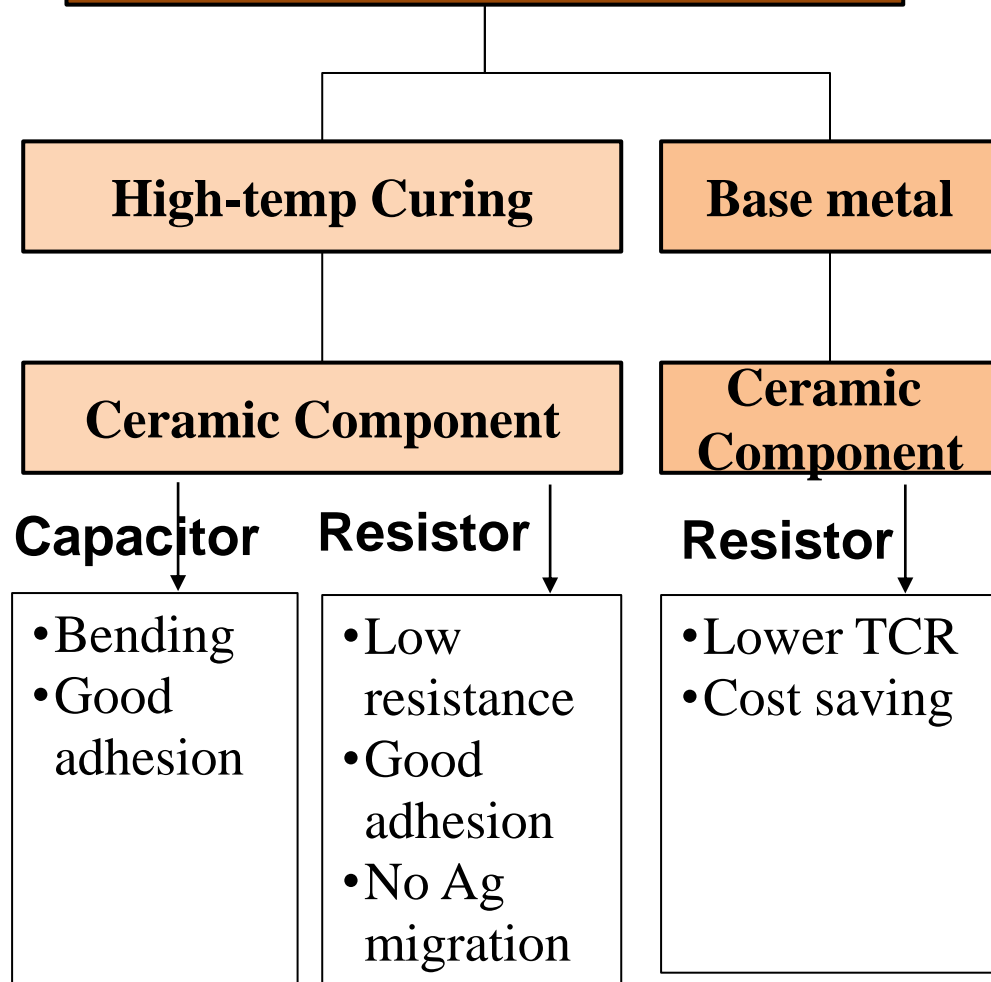 High-temp Curing
Base metal
Ceramic Component
Ceramic
Component
Capacitor
Resistor
Resistor
•Bending
•Good
adhesion
•Low
resistance
•Good
adhesion
•No Ag
migration
•Lower TCR
•Cost saving